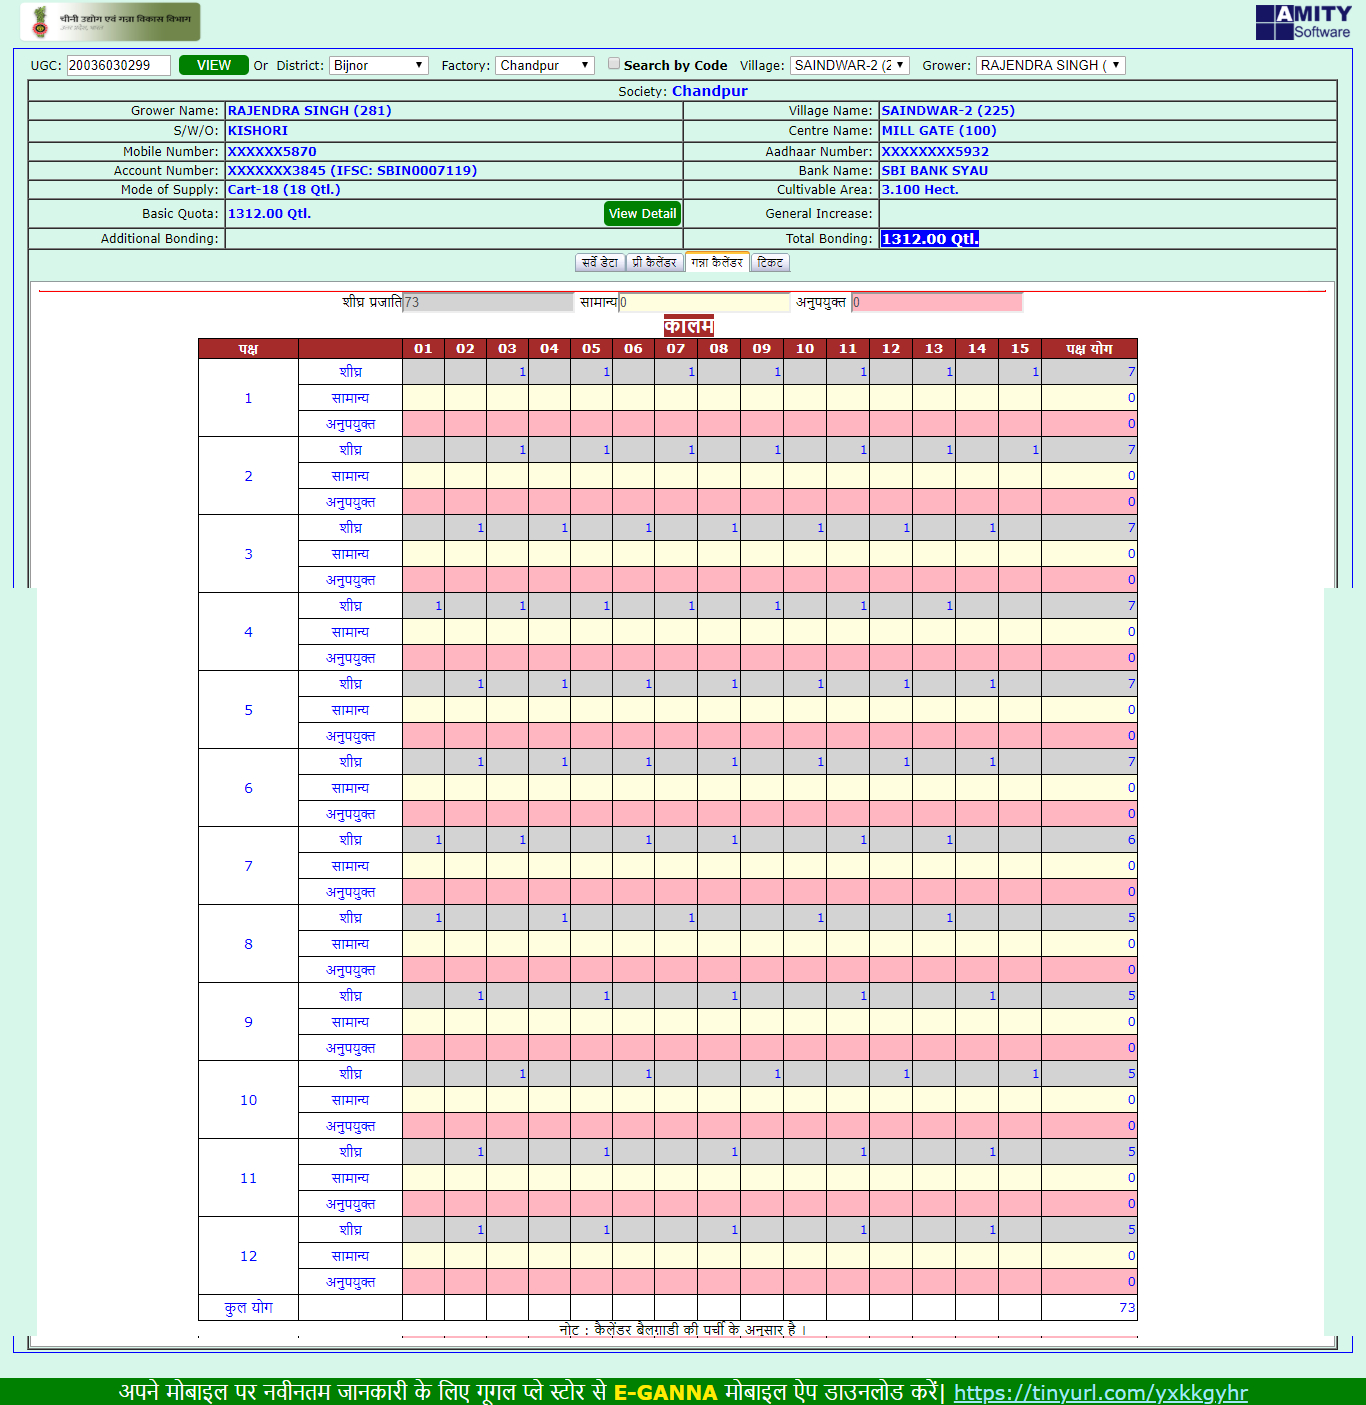 चीनी उद्योग एवं गन्ना विकास विभाग
उत्तर प्रदेश, भारत
AMITY
Software
UGC: 20036030299 VIEW Or District: Bijnor Factory: Chandpur Search by Code Village: SAINDWAR-2 (2 Grower: RAJENDRA SINGH (
Society: Chandpur
Grower Name: RAJENDRA SINGH (281) Village Name: SAINDWAR-2 (225)
S/W/O: KISHORI Centre Name: MILL GATE (100)
Mobile Number: XXXXXX5870 Aadhaar Number: XXXXXXXX5932
Account Number: XXXXXXX3845 (IFSC: SBIN0007119) Bank Name: SBI BANK SYAU
Mode of Supply: Cart-18 (18 Qtl.) Cultivable Area: 3.100 Hect.
Basic Quota: 1312.00 Qtl. View Detail General Increase:
Additional Bonding: Total Bonding: 1312.00 Qtl.
सर्वे डेटा प्री कैलेंडर गन्ना कैलेंडर टिकट
शीघ्र प्रजाति 73 सामान्य 0 अनुपयुक्त 0
कालम
पक्ष 01 02 03 04 05 06 07 08 09 10 11 12 13 14 15 पक्ष योग
1 शीघ्र 1 1 1 1 1 1 1 7
सामान्य 0
अनुपयुक्त 0
2 शीघ्र 1 1 1 1 1 1 1 7
सामान्य 0
अनुपयुक्त 0
3 शीघ्र 1 1 1 1 1 1 1 7
सामान्य 0
अनुपयुक्त 0
4 शीघ्र 1 1 1 1 1 1 1 7
सामान्य 0
अनुपयुक्त 0
5 शीघ्र 1 1 1 1 1 1 1 7
सामान्य 0
अनुपयुक्त 0
6 शीघ्र 1 1 1 1 1 1 1 7
सामान्य 0
अनुपयुक्त 0
7 शीघ्र 1 1 1 1 1 1 6
सामान्य 0
अनुपयुक्त 0
8 शीघ्र 1 1 1 1 1 5
सामान्य 0
अनुपयुक्त 0
9 शीघ्र 1 1 1 1 1 5
सामान्य 0
अनुपयुक्त 0
10 शीघ्र 1 1 1 1 1 5
सामान्य 0
अनुपयुक्त 0
11 शीघ्र 1 1 1 1 1 5
सामान्य 0
अनुपयुक्त 0
12 शीघ्र 1 1 1 1 1 5
सामान्य 0
अनुपयुक्त 0
कुल योग 73
नोट : कैलेंडर बैलगाडी की पर्ची के अनुसार है ।
अपने मोबाइल पर नवीनतम जानकारी के लिए गूगल प्ले स्टोर से E-GANNA मोबाइल ऐप डाउनलोड करें| https://tinyurl.com/yxkkgyhr